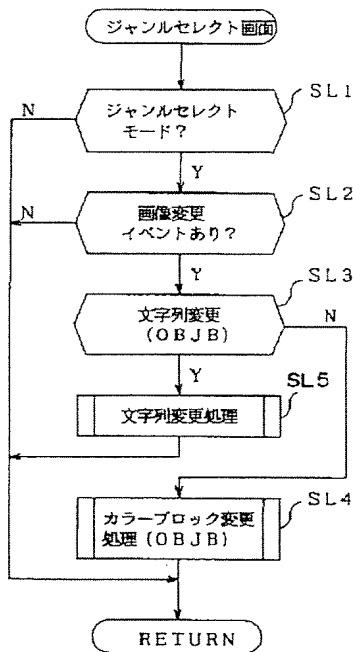 ジャンルセレクト画面
SL1
N
ジャンルセレクト
モード？
Y
SL2
N
画像変更
イベントあり？
Y
SL3
文字列変更
(OBJB)
N
Y
SL5
文字列変更処理
SL4
カラーブロック変更
処理(OBJB)
RETURN